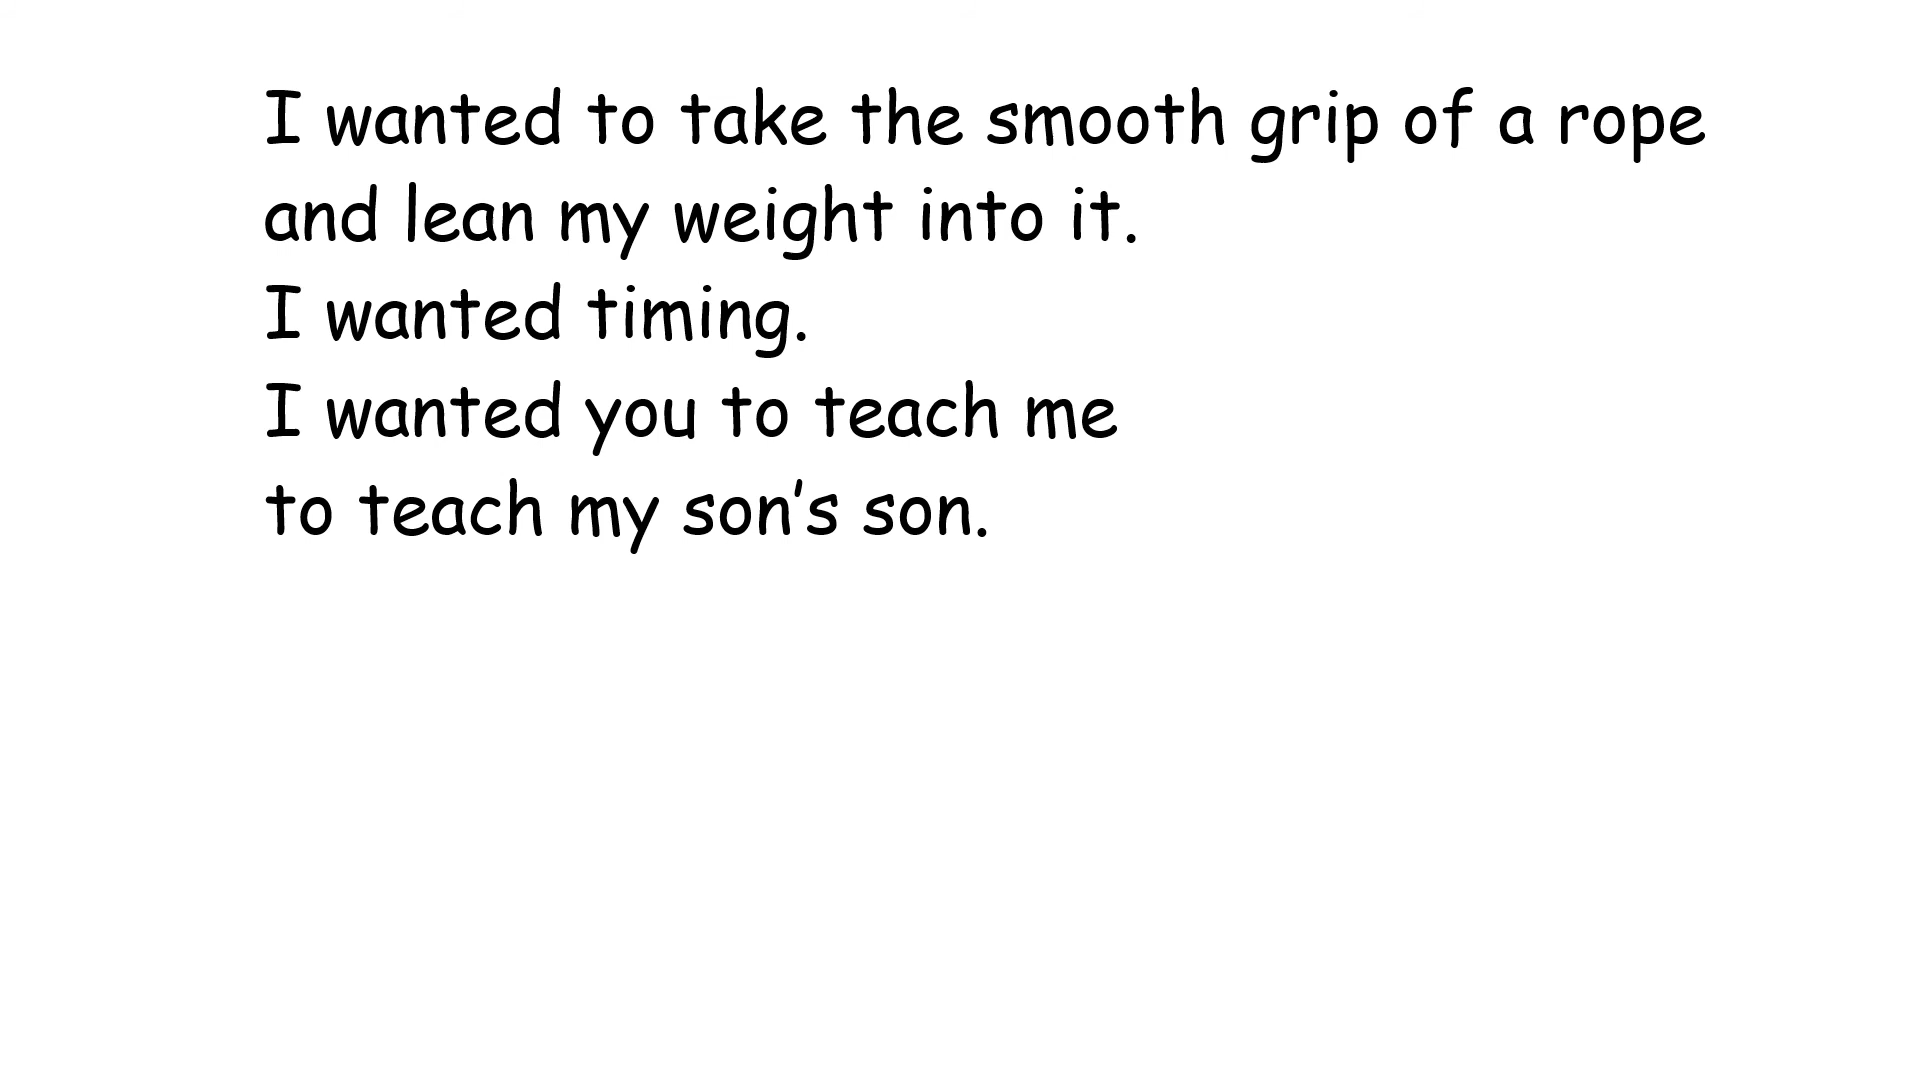 I wanted to take the smooth grip of a rope
and lean my weight into it.
I wanted timing.
I wanted you to teach me
to teach my son’s son.